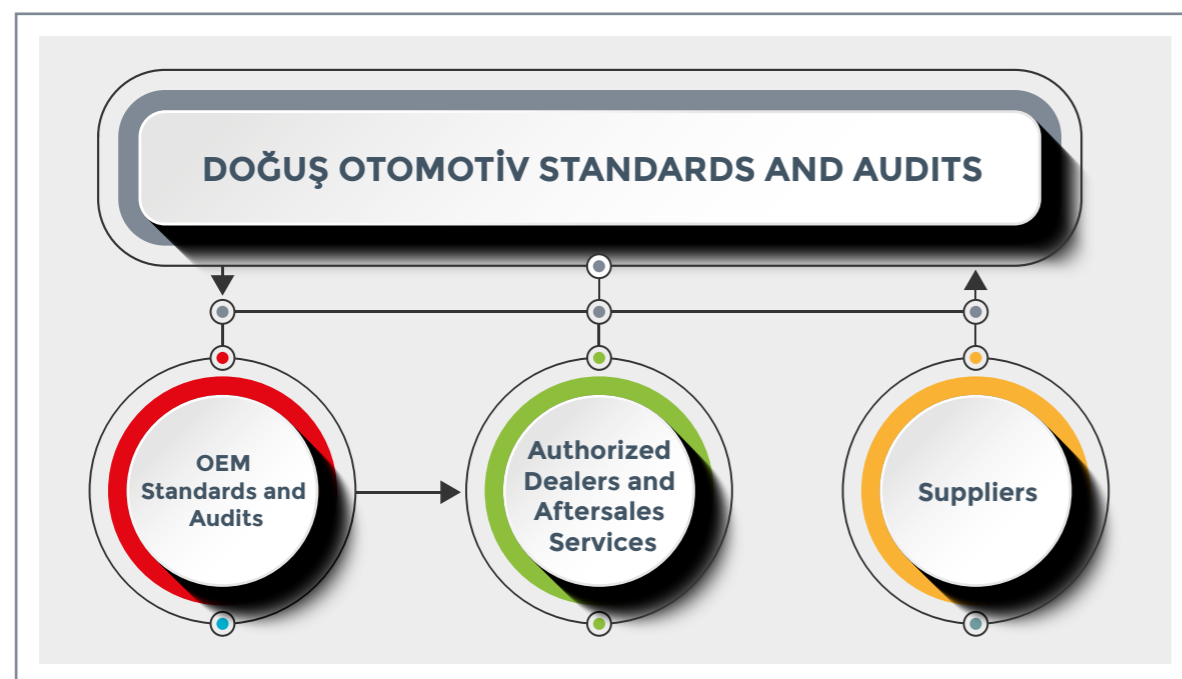 DOĞUŞ OTOMOTİV STANDARDS AND AUDITS
OEM
Standards and
Audits
Authorized
Dealers and
Aftersales
Services
Suppliers